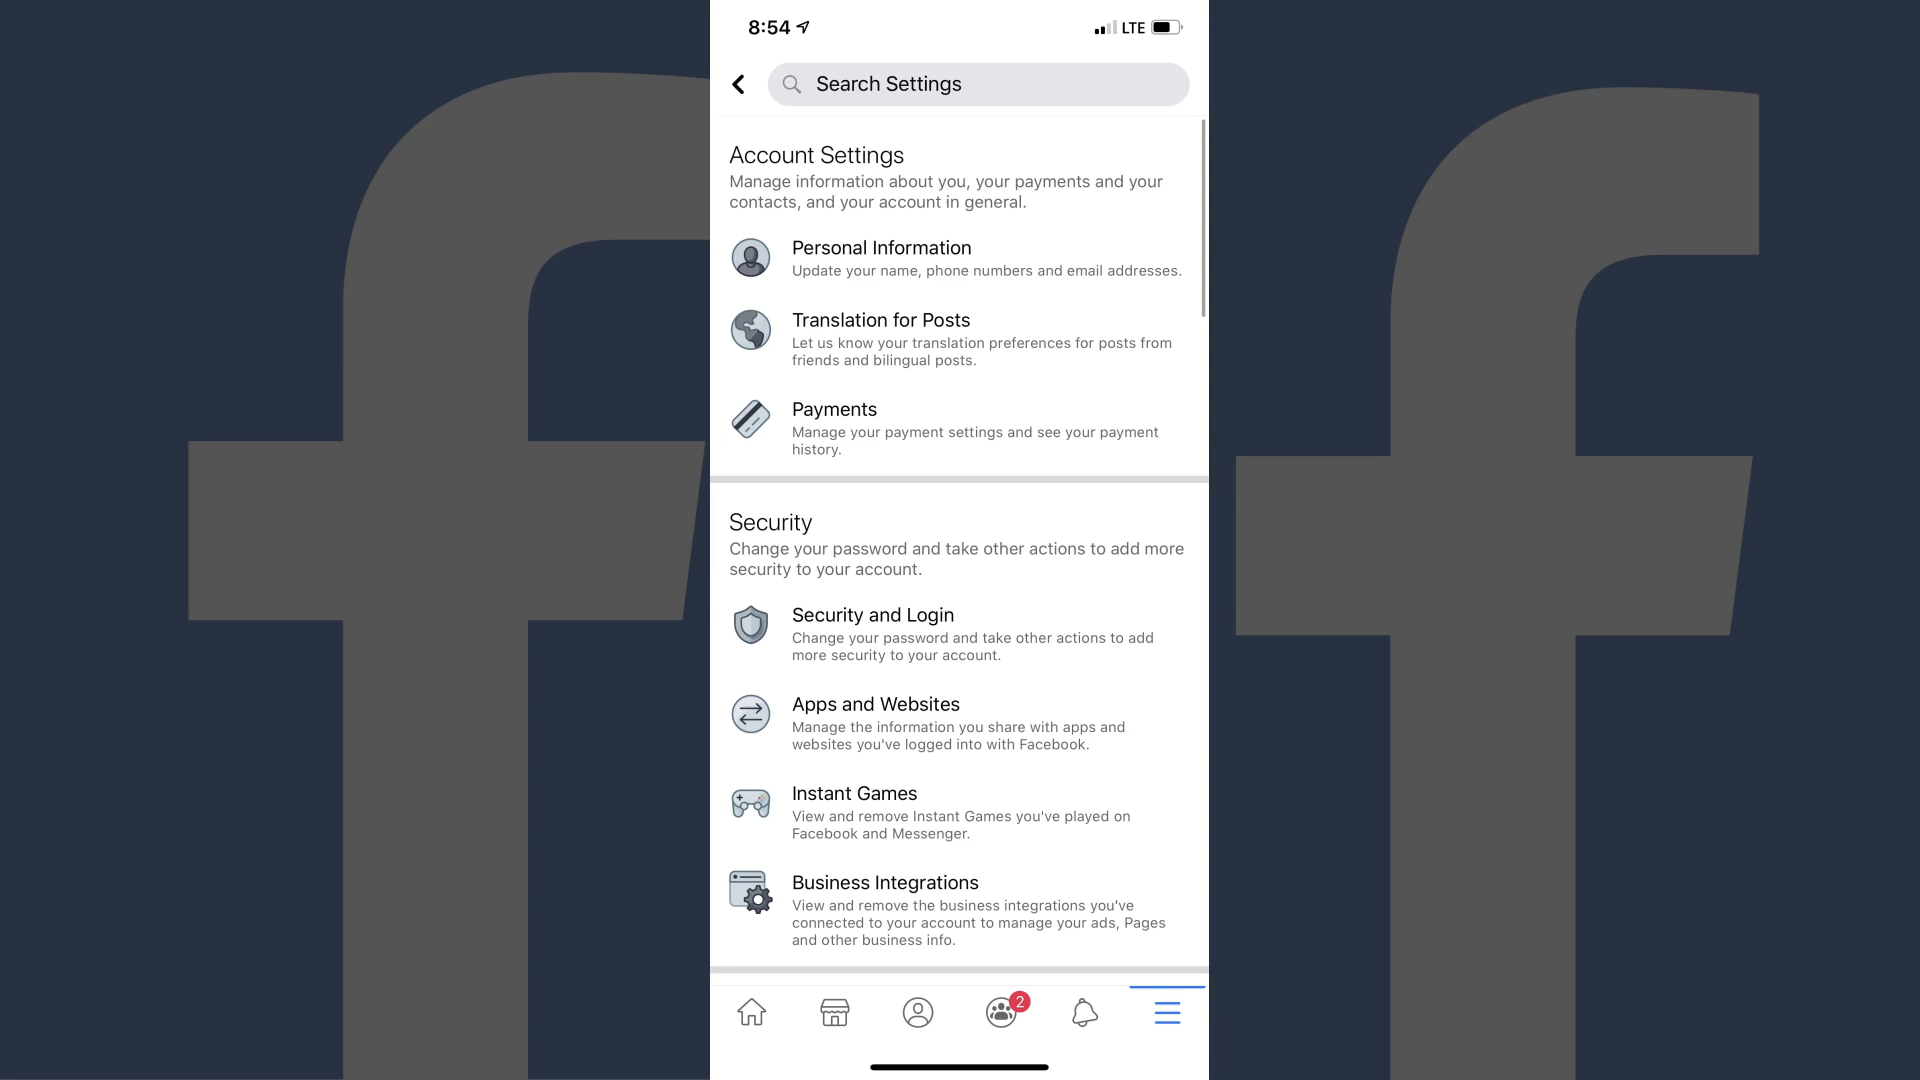 8:54
LTE
Search Settings
Account Settings
Manage information about you, your payments and your
contacts, and your account in general.
Personal Information
Update your name, phone numbers and email addresses.
Translation for Posts
Let us know your translation preferences for posts from
friends and bilingual posts.
Payments
Manage your payment settings and see your payment
history.
Security
Change your password and take other actions to add more
security to your account.
Security and Login
Change your password and take other actions to add
more security to your account.
Apps and Websites
Manage the information you share with apps and
websites you've logged into with Facebook.
Instant Games
View and remove Instant Games you've played on
Facebook and Messenger.
Business Integrations
View and remove the business integrations you've
connected to your account to manage your ads, Pages
and other business info.
2